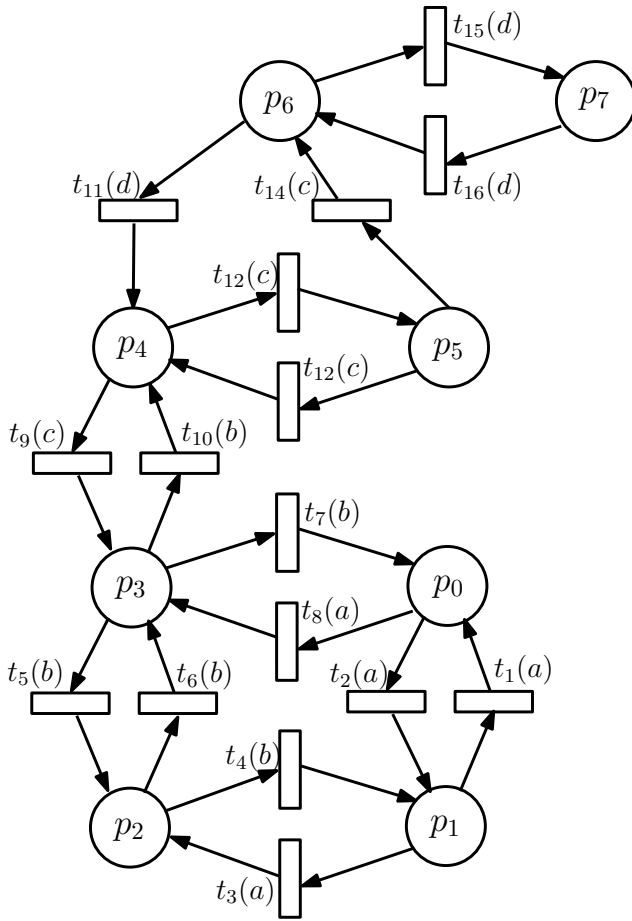 t15(d)
p6
p7
t11(d)
t14(c)
t16(d)
t12(c)
p4
p5
t12(c)
t9(c)
t10(b)
t7(b)
p3
p0
t8(a)
t5(b)
t6(b)
t2(a)
t1(a)
t4(b)
p2
p1
t3(a)